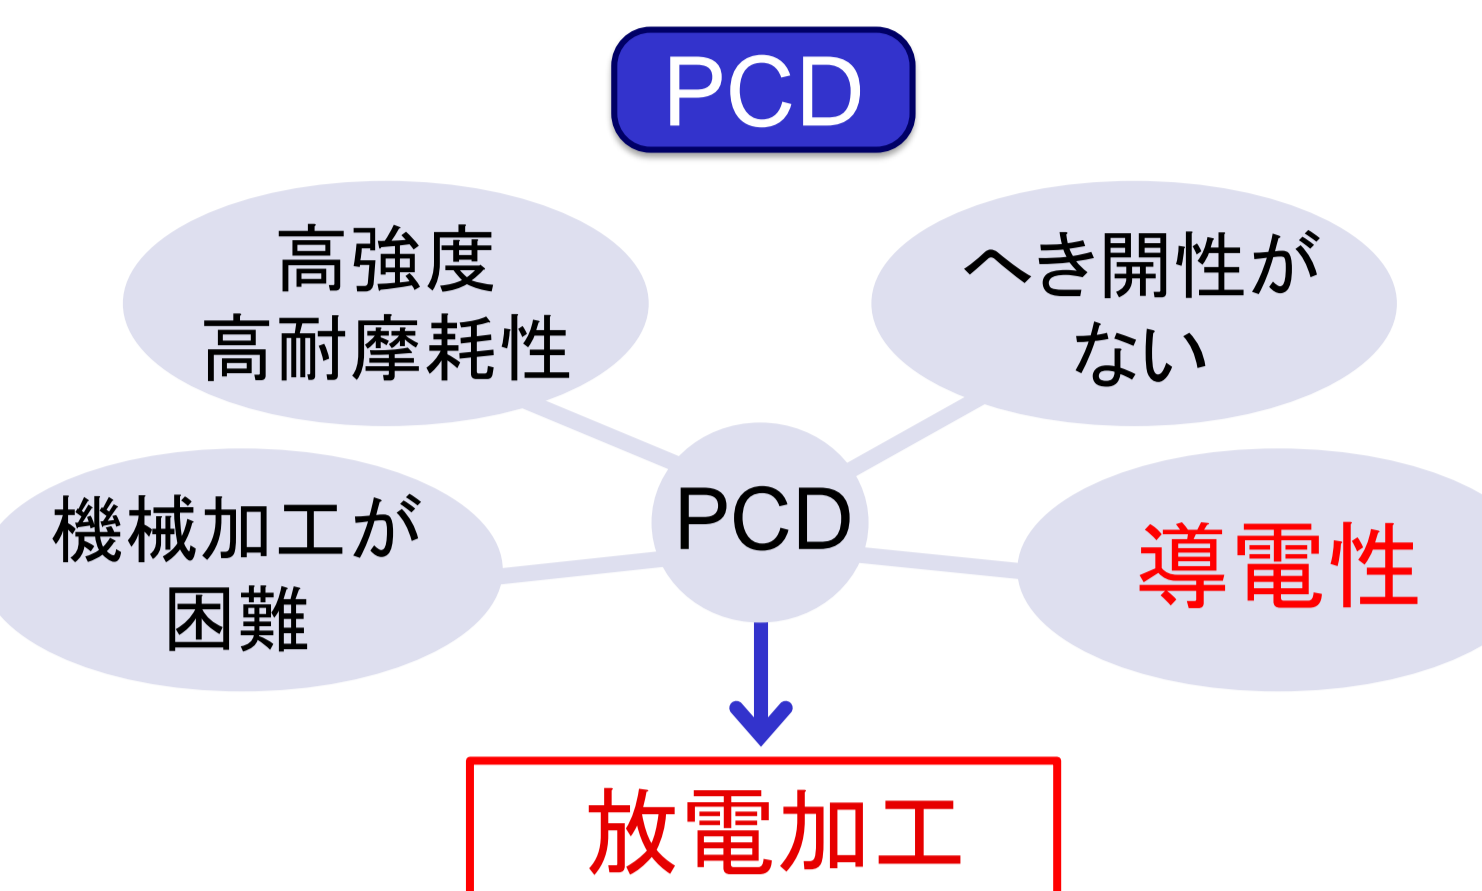 PCD
高強度
高耐摩耗性
へき開性が
ない
PCD
機械加工が
困難
導電性
放電加工